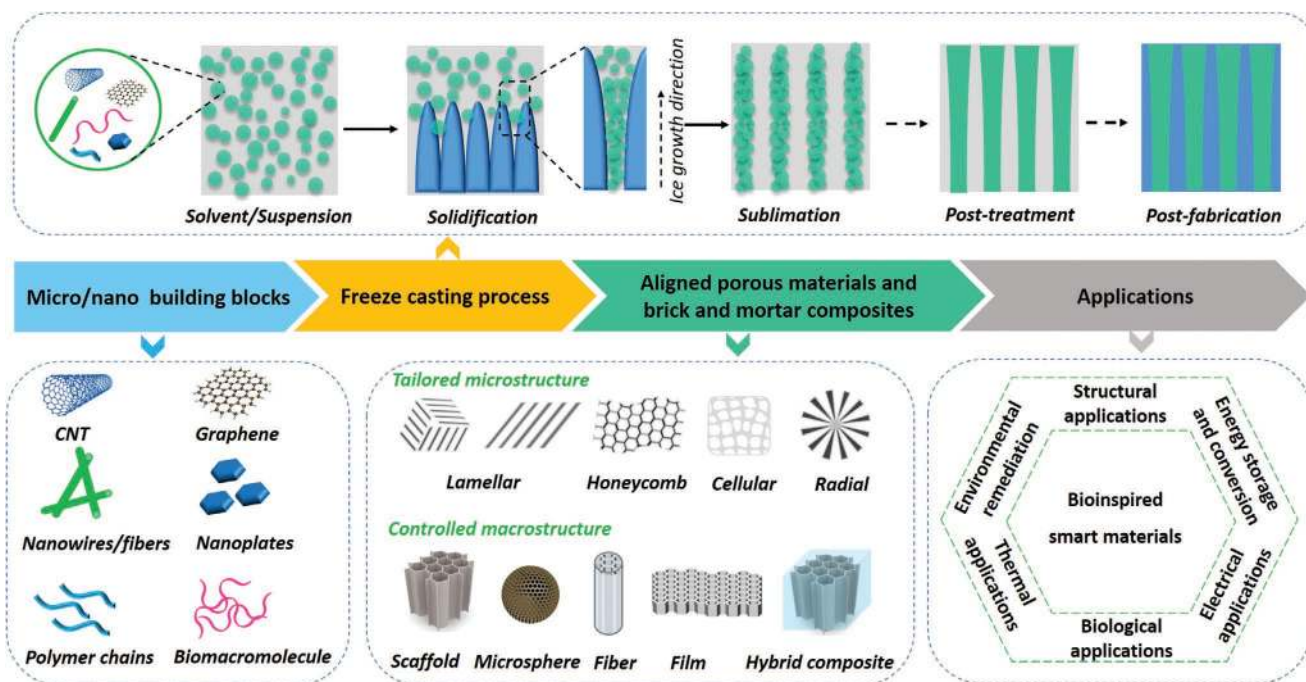 Ice growth direction
Solvent/Suspension
Solidification
Sublimation
Post-treatment
Post-fabrication
Micro/nano building blocks
Freeze casting process
Aligned porous materials and
brick and mortar composites
Applications
CNT
Graphene
Nanowires/fibers
Nanoplates
Polymer chains
Biomacromolecule
Tailored microstructure
Lamellar
Honeycomb
Cellular
Radial
Controlled macrostructure
Scaffold
Microsphere
Fiber
Film
Hybrid composite
Structural
applications
Energy storage
and conversion
Electrical
applications
Biological
applications
Thermal
applications
Environmental
remediation
Bioinspired
smart materials